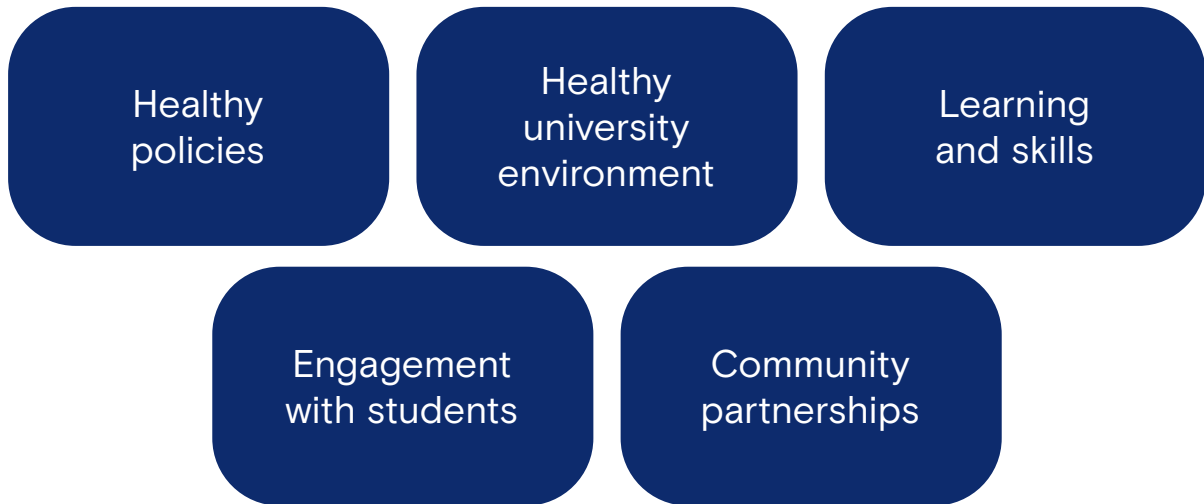 Healthy
policies
Healthy
university
environment
Learning
and skills
Engagement
with students
Community
partnerships